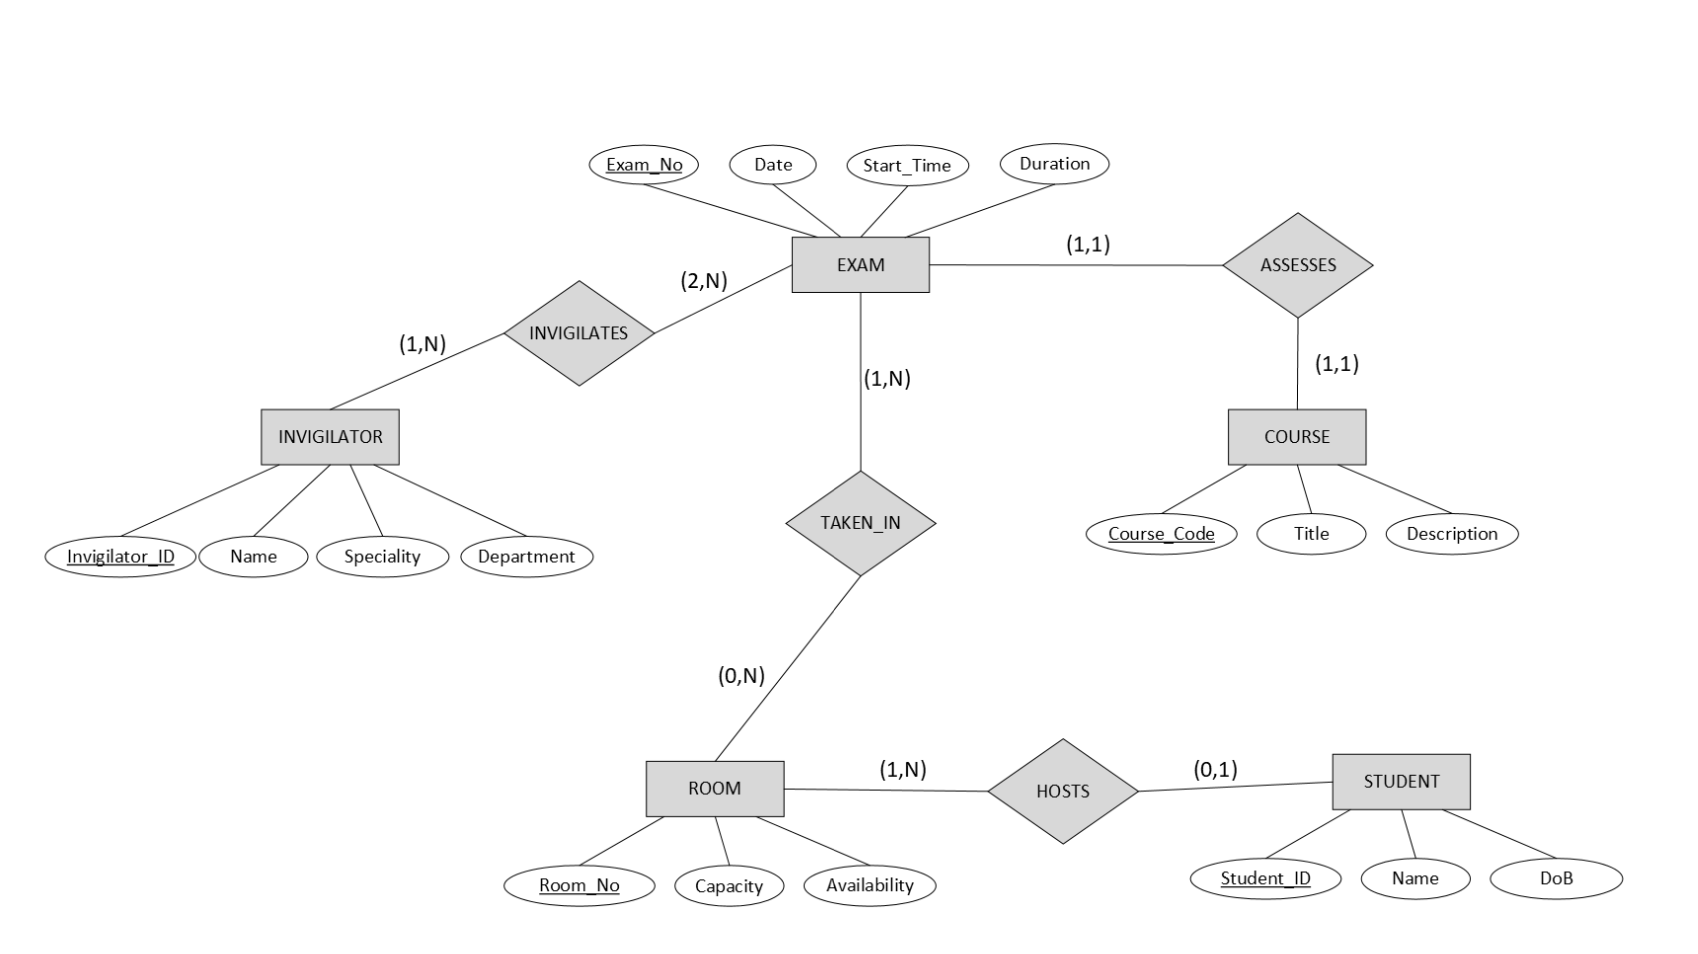 Exam_No
Date
Start_Time
Duration
EXAM
(1,1)
ASSESSES
(2,N)
INVIGILATES
(1,N)
(1,N)
(1,1)
INVIGILATOR
COURSE
TAKEN_IN
Course_Code
Title
Description
Invigilator_ID
Name
Speciality
Department
(0,N)
ROOM
(1,N)
HOSTS
(0,1)
STUDENT
Room_No
Capacity
Availability
Student_ID
Name
DoB